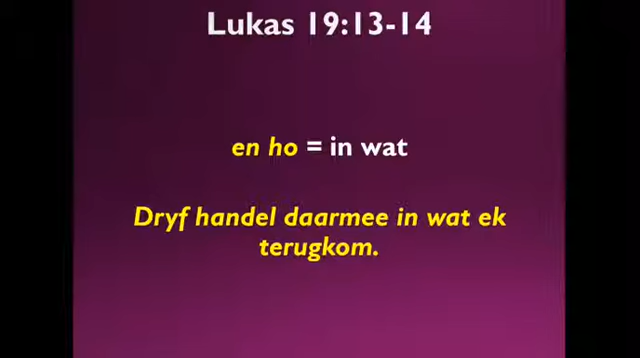 Lukas 19:13-14
en ho = in wat
Dryf handel daarmee in wat ek
terugkom.